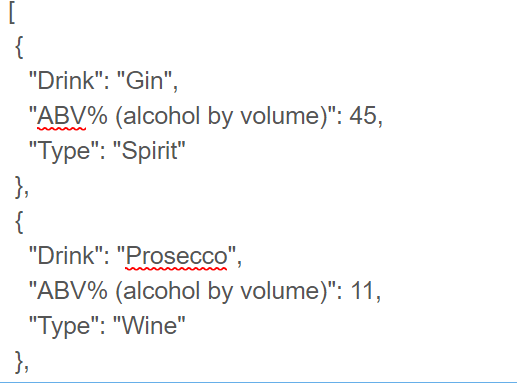 [
{
"Drink": "Gin",
"ABV% (alcohol by volume)": 45,
"Type": "Spirit"
},
{
"Drink": "Prosecco",
"ABV% (alcohol by volume)": 11,
"Type": "Wine"
},